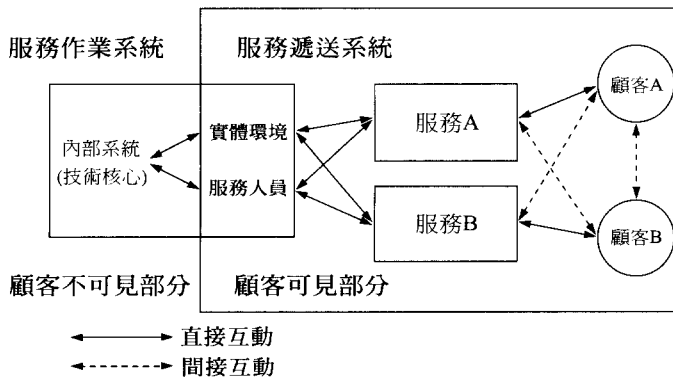 服務作業系統
服務遞送系統
內部系統
(技術核心)
實體環境
服務人員
服務A
服務B
顧客A
顧客B
顧客不可見部分
顧客可見部分
直接互動
間接互動